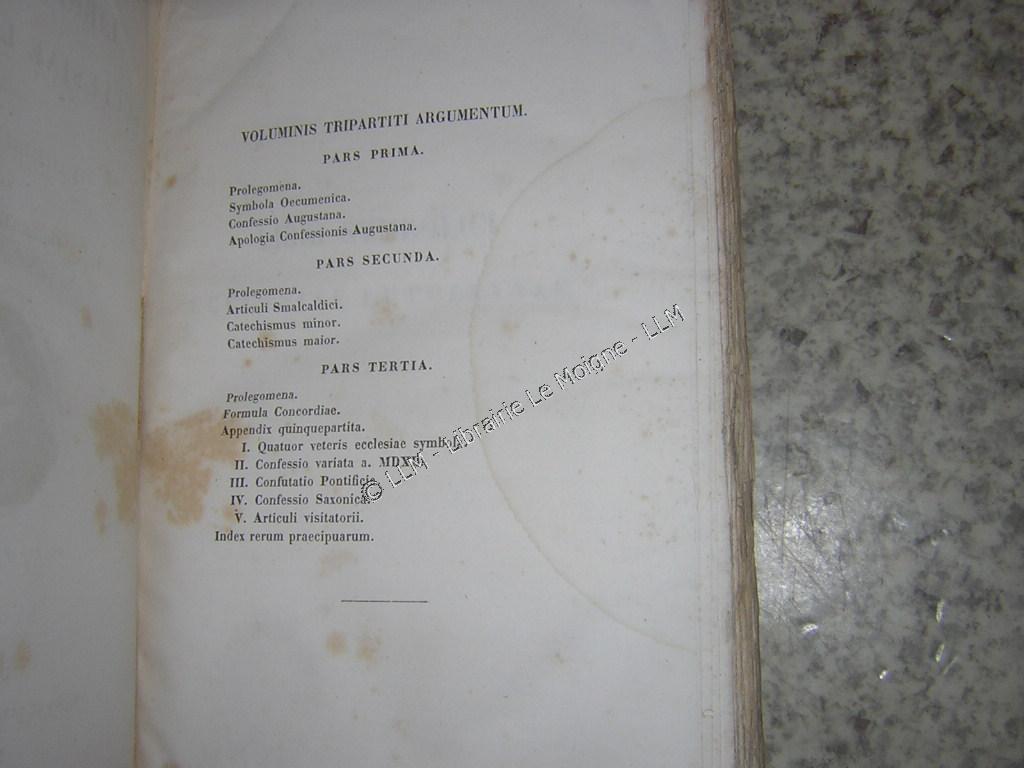 VOLUMINIS TRIPARTITI ARGUMENTUM.
PARS PRIMA.
Prolegomena.
Symbola Oecumenica.
Confessio Augustana.
Apologia Confessionis Augustana.
PARS SECUNDA.
Prolegomena.
Articuli Smalcaldici.
Catechismus minor.
Catechismus maior.
PARS TERTIA.
Prolegomena.
Formula Concordiae.
Appendix quinquepartita.
I. Quatuor veteris ecclesiae
II. Confessio variata a.
III. Confutatio
IV. Confessio Saxonica.
V. Articuli visitatorii.
Index rerum praecipuarum.
© LLM - Librairie Le Moigne - LLM